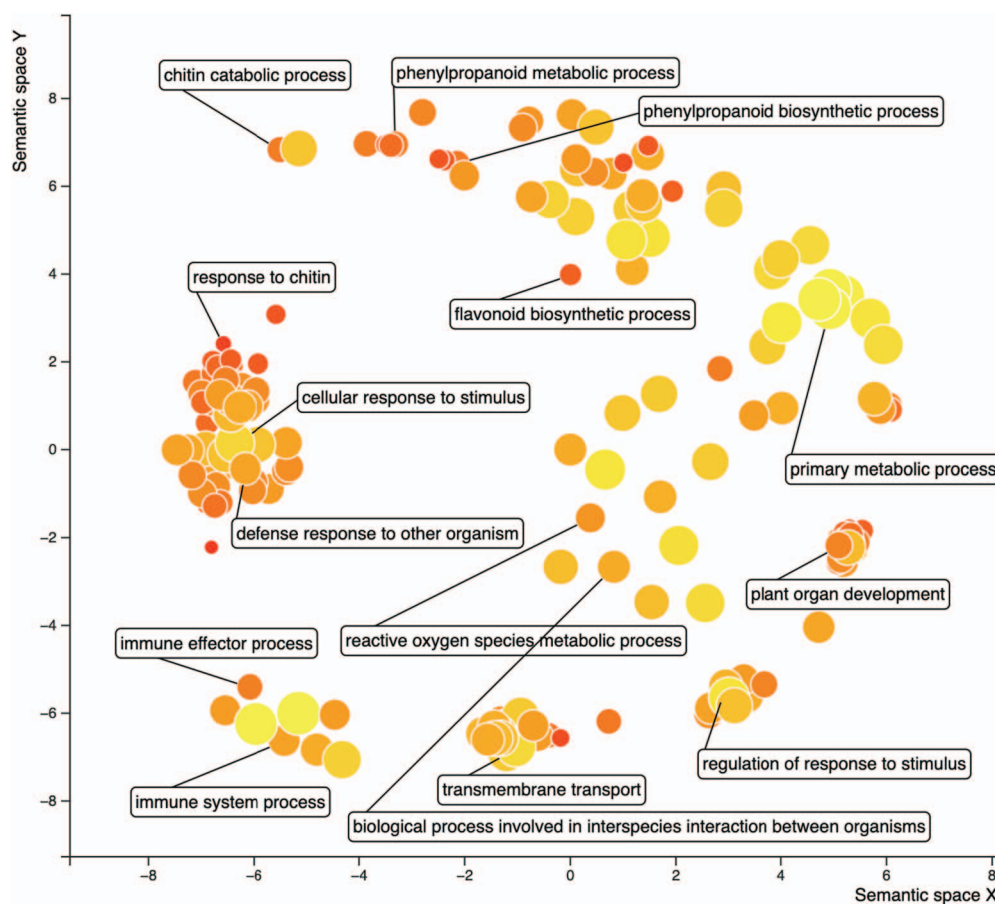 Semantic space Y
chitin catabolic process
phenylpropanoid metabolic process
phenylpropanoid biosynthetic process
8
6
response to chitin
4
flavonoid biosynthetic process
2
cellular response to stimulus
0
primary metabolic process
defense response to other organism
−2
plant organ development
−4
immune effector process
reactive oxygen species metabolic process
−6
regulation of response to stimulus
transmembrane transport
−8
immune system process
biological process involved in interspecies interaction between organisms
−8 −6 −4 −2 0 2 4 6 8
Semantic space X